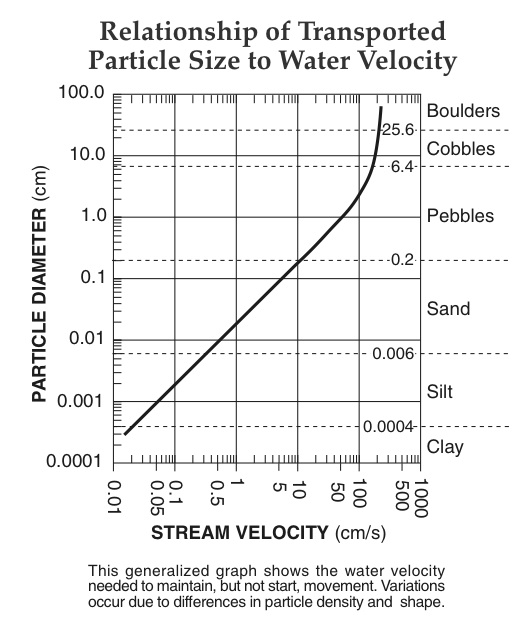 Relationship of Transported
Particle Size to Water Velocity
PARTICLE DIAMETER (cm)
100.0
10.0
1.0
0.1
0.01
0.001
0.0001
Boulders
25.6
Cobbles
6.4
Pebbles
0.2
Sand
0.006
Silt
0.0004
Clay
0.01
0.05
0.1
0.5
1
5
10
50
100
500
1000
STREAM VELOCITY (cm/s)
This generalized graph shows the water velocity
needed to maintain, but not start, movement. Variations
occur due to differences in particle density and shape.